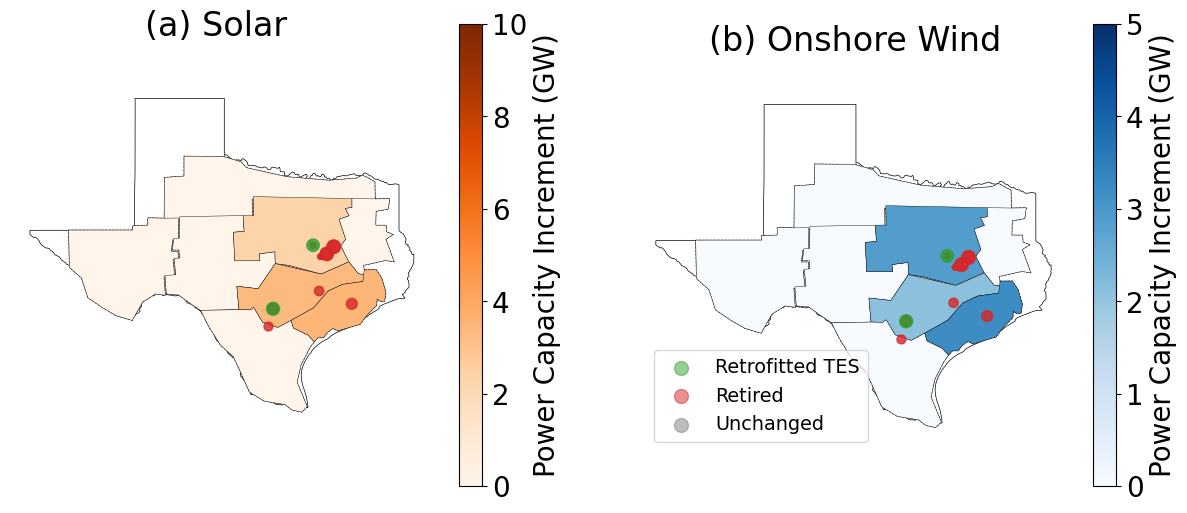 (a) Solar
10
8
6
4
2
0
Power Capacity Increment (GW)
(b) Onshore Wind
5
4
3
2
1
0
Power Capacity Increment (GW)
Retrofitted TES
Retired
Unchanged